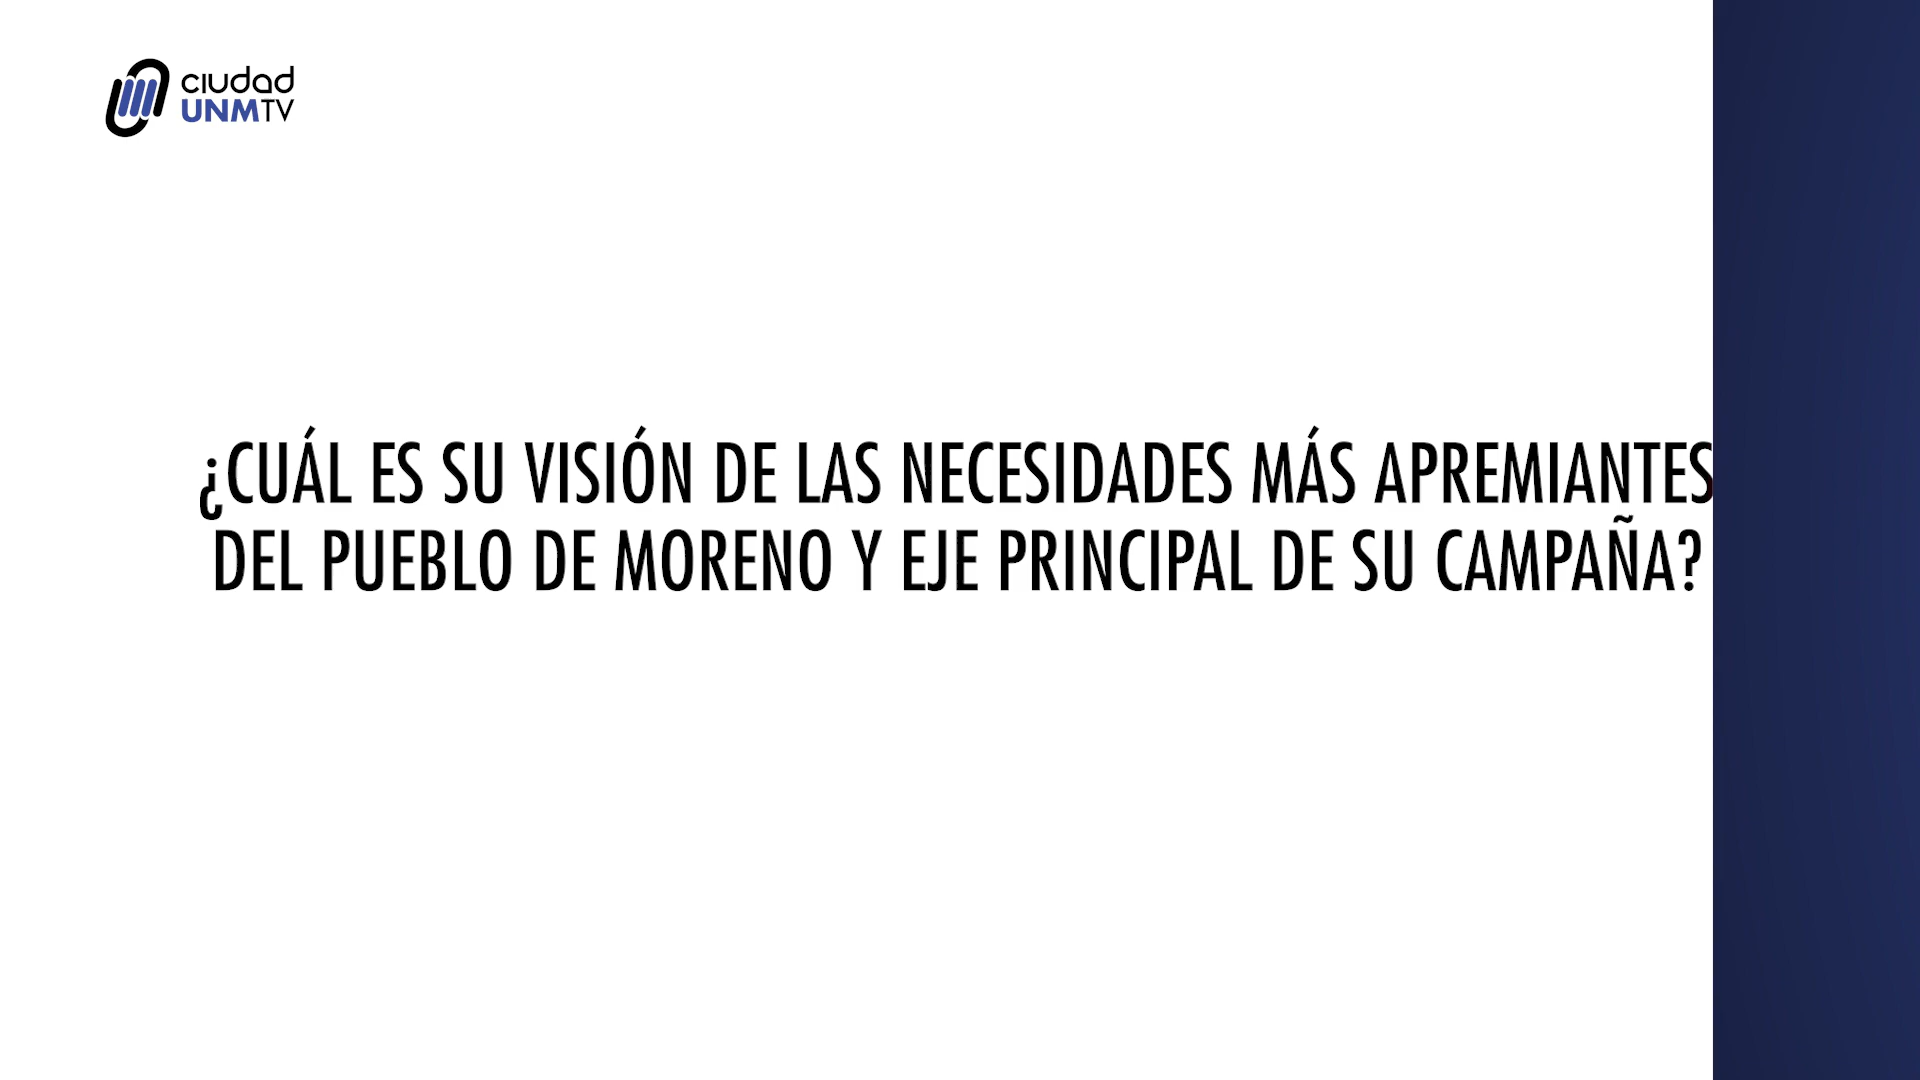 ciudad
UNMTV
¿CUÁL ES SU VISIÓN DE LAS NECESIDADES MÁS APREMIANTES
DEL PUEBLO DE MORENO Y EJE PRINCIPAL DE SU CAMPAÑA?